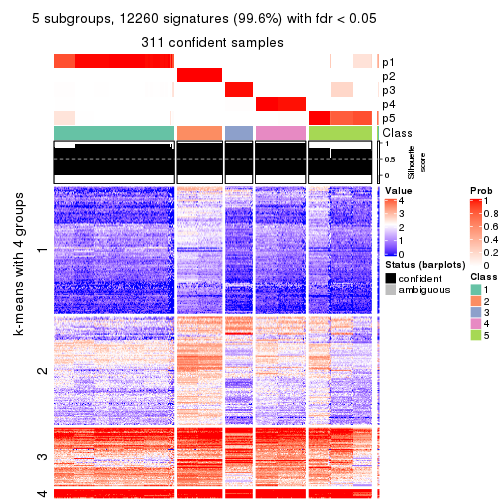 5 subgroups, 12260 signatures (99.6%) with fdr < 0.05
311 confident samples
p1
p2
p3
p4
p5
Class
1
0.5
0
Silhouette
score
k-means with 4 groups
1
2
3
4
Value
4
3
2
1
0
Status (barplots)
confident
ambiguous
Prob
1
0.8
0.6
0.4
0.2
0
Class
1
2
3
4
5